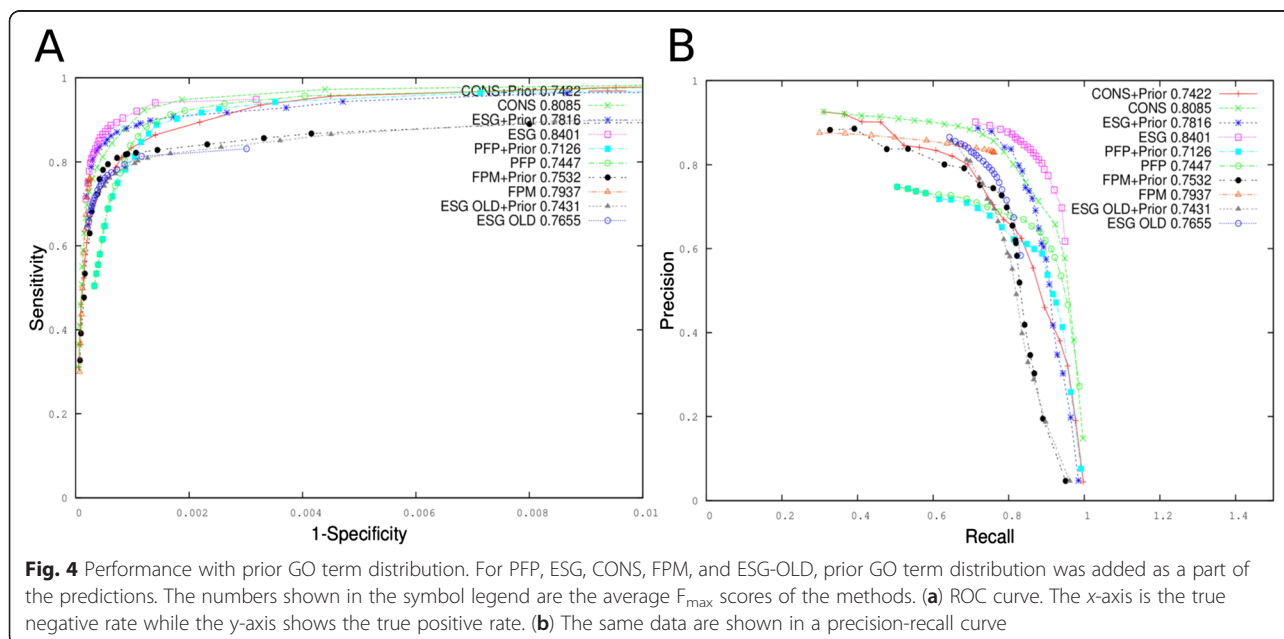 A
1
0.8
0.6
0.4
0.2
0
Sensitivity
CONS+Prior 0.7422
CONS 0.8085
ESG+Prior 0.7816
ESG 0.8401
PFP+Prior 0.7126
PFP 0.7447
FPM+Prior 0.7532
FPM 0.7937
ESG OLD+Prior 0.7431
ESG OLD 0.7655
0 0.002 0.004 0.006 0.008 0.01
1-Specificity
B
1
0.8
0.6
0.4
0.2
0
Precision
CONS+Prior 0.7422
CONS 0.8085
ESG+Prior 0.7816
ESG 0.8401
PFP+Prior 0.7126
PFP 0.7447
FPM+Prior 0.7532
FPM 0.7937
ESG OLD+Prior 0.7431
ESG OLD 0.7655
0 0.2 0.4 0.6 0.8 1 1.2 1.4
Recall
Fig. 4 Performance with prior GO term distribution. For PFP, ESG, CONS, FPM, and ESG-OLD, prior GO term distribution was added as a part of
the predictions. The numbers shown in the symbol legend are the average Fmax scores of the methods. (a) ROC curve. The x-axis is the true
negative rate while the y-axis shows the true positive rate. (b) The same data are shown in a precision-recall curve